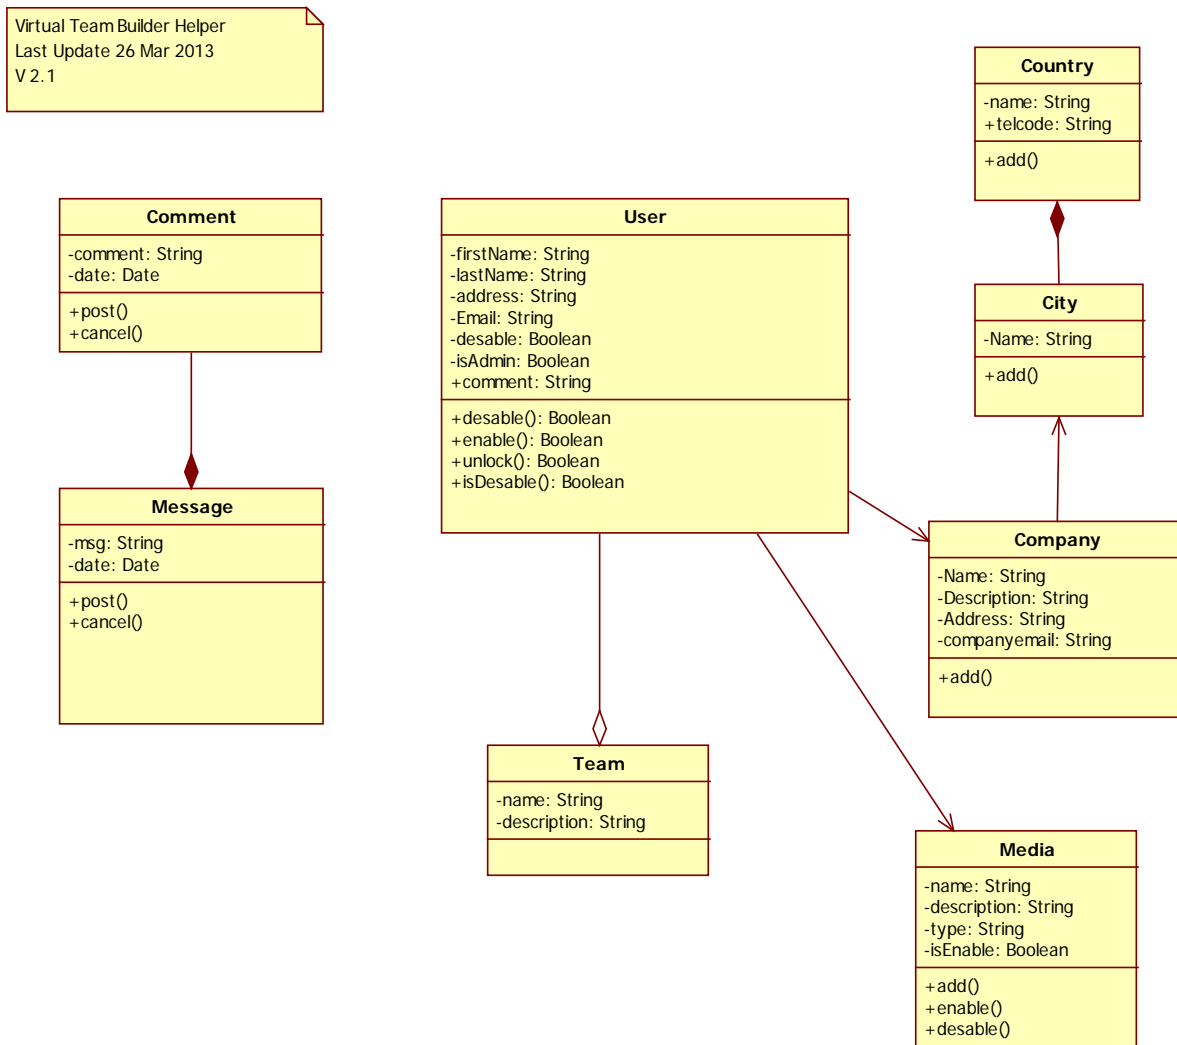 Virtual Team Builder Helper
Last Update 26 Mar 2013
V 2.1
Country
-name: String
+telcode: String
+add()
Comment
-comment: String
-date: Date
+post()
+cancel()
User
-firstName: String
-lastName: String
-address: String
-Email: String
-desable: Boolean
-isAdmin: Boolean
+comment: String
+desable(): Boolean
+enable(): Boolean
+unlock(): Boolean
+isDesable(): Boolean
City
-Name: String
+add()
Message
-msg: String
-date: Date
+post()
+cancel()
Company
-Name: String
-Description: String
-Address: String
-companyemail: String
+add()
Team
-name: String
-description: String
Media
-name: String
-description: String
-type: String
-isEnable: Boolean
+add()
+enable()
+desable()